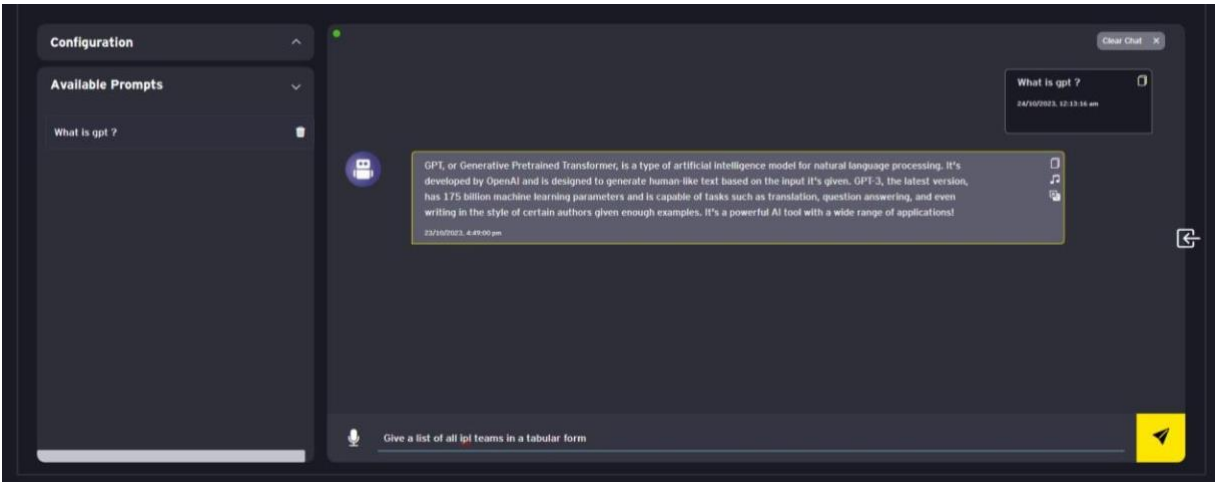 Configuration
Available Prompts
What is gpt ?
Clear Chat ×
What is gpt ?
24/10/2023, 12:13:16 am
GPT, or Generative Pretrained Transformer, is a type of artificial intelligence model for natural language processing. It's
developed by OpenAI and is designed to generate human-like text based on the input it's given. GPT-3, the latest version,
has 175 billion machine learning parameters and is capable of tasks such as translation, question answering, and even
writing in the style of certain authors given enough examples. It's a powerful AI tool with a wide range of applications!
23/10/2023, 4:49:00 pm
Give a list of all ipl teams in a tabular form